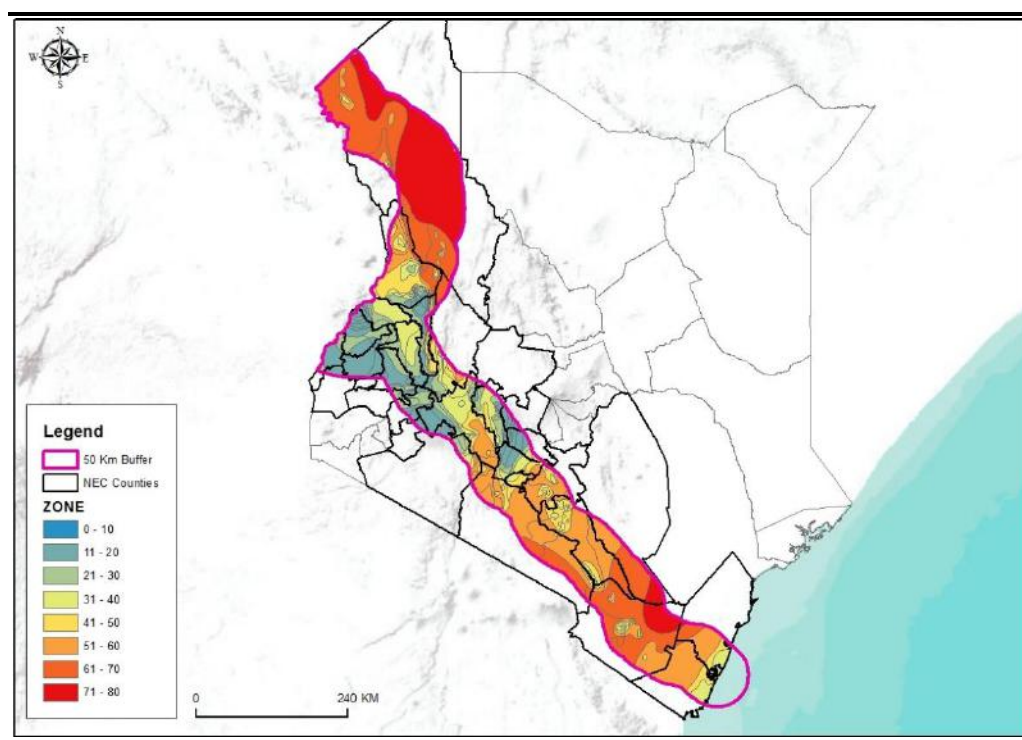 N
W E
S
Legend
50 Km Buffer
NEC Counties
ZONE
0 - 10
11 - 20
21 - 30
31 - 40
41 - 50
51 - 60
61 - 70
71 - 80
0 240 KM